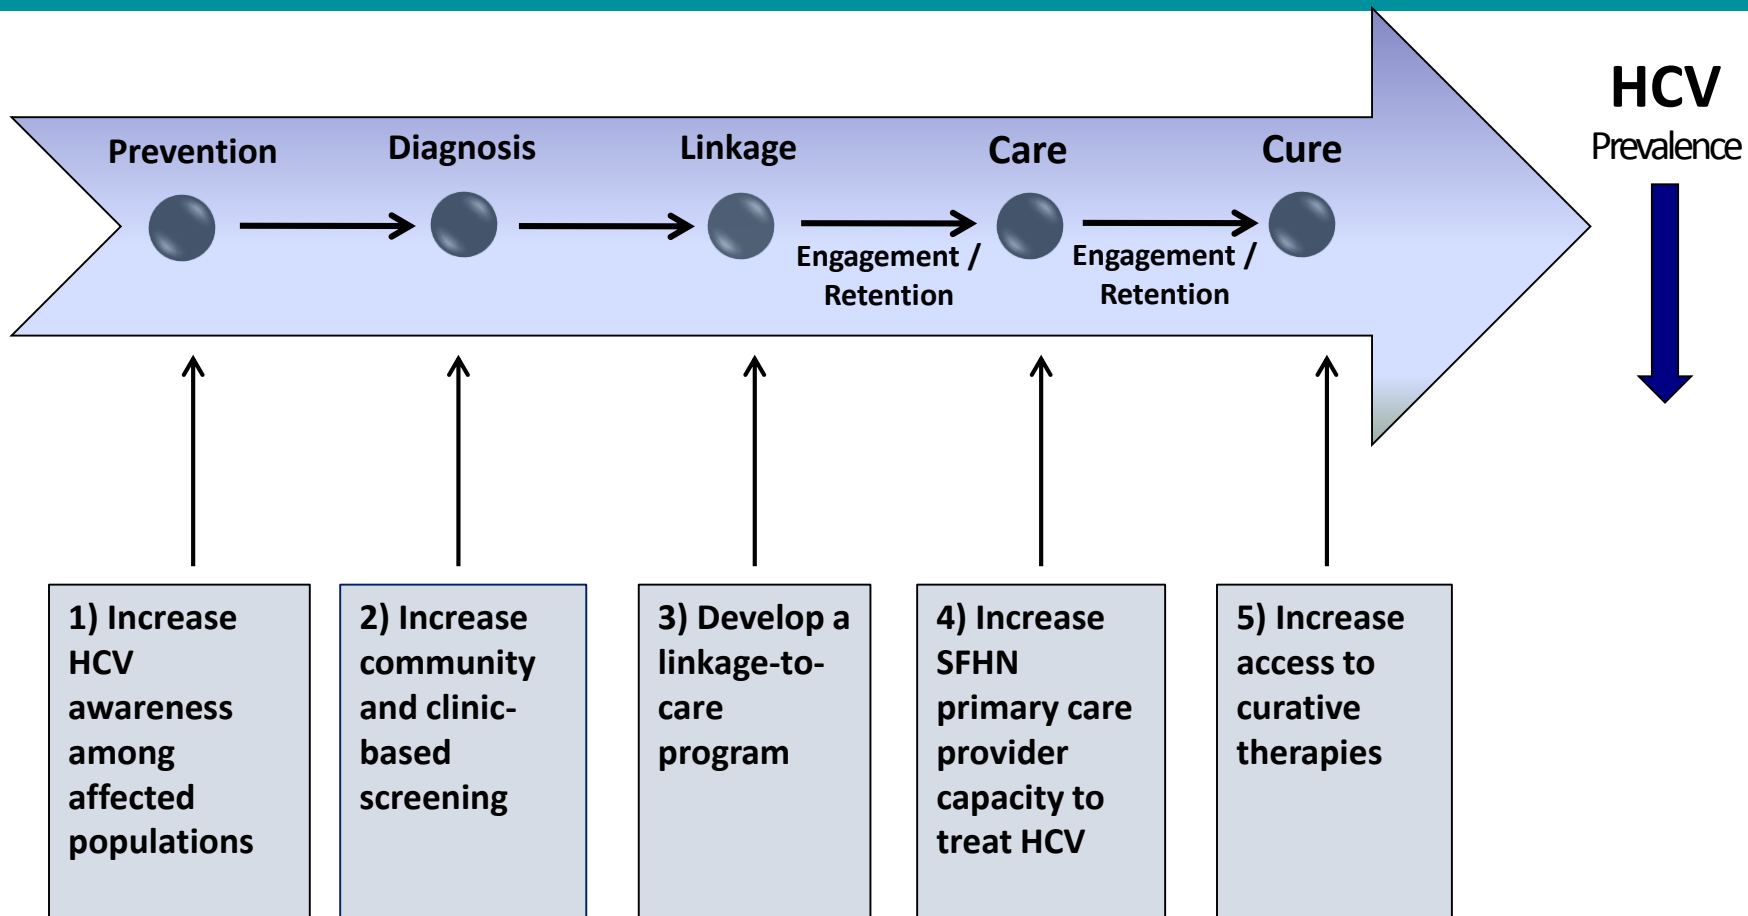 HCV
Prevalence
Prevention
Diagnosis
Linkage
Care
Cure
Engagement /
Retention
Engagement /
Retention
1) Increase
HCV
awareness
among
affected
populations
2) Increase
community
and clinic-
based
screening
3) Develop a
linkage-to-
care
program
4) Increase
SFHN
primary care
provider
capacity to
treat HCV
5) Increase
access to
curative
therapies